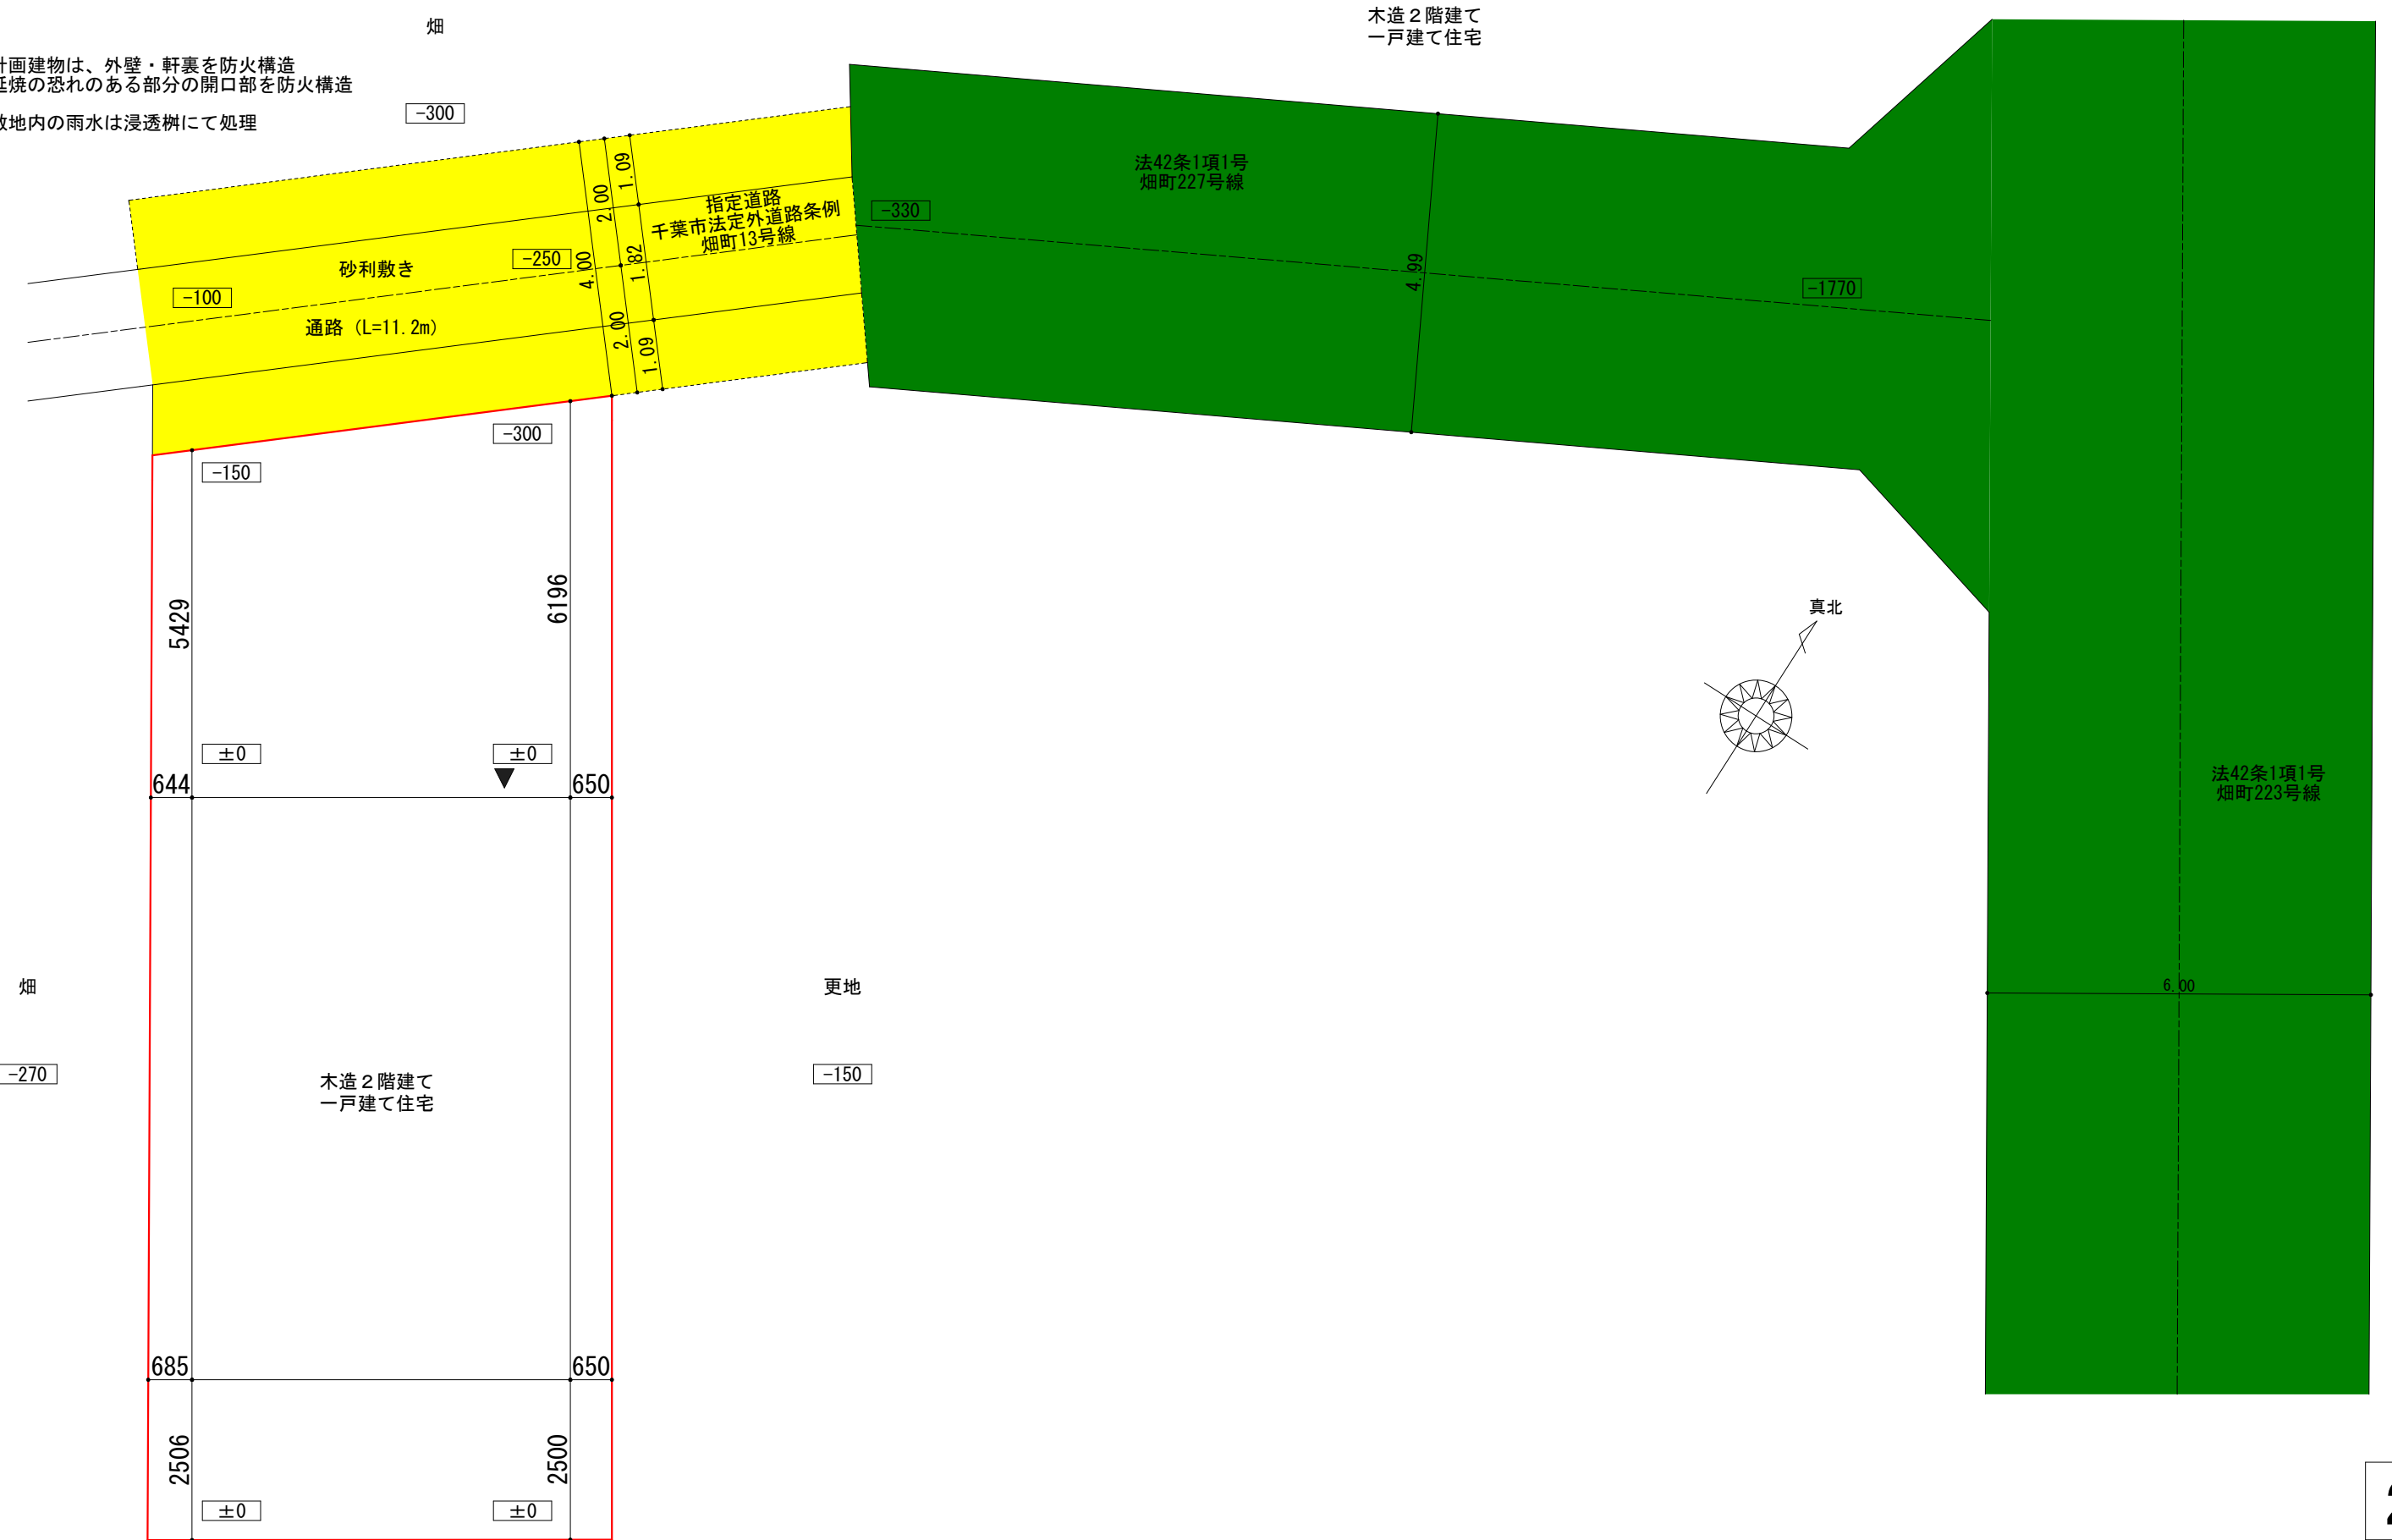 畑
木造２階建て
一戸建て住宅
計画建物は、外壁・軒裏を防火構造
延焼の恐れのある部分の開口部を防火構造
敷地内の雨水は浸透桝にて処理
-300
1.09
2.00
法42条1項1号
畑町227号線
指定道路
千葉市法定外道路条例
畑町13号線
-330
砂利敷き
-250
4.00
1.82
4.99
-1770
-100
通路（L=11.2m）
2.00
1.09
-300
-150
5429
6196
真北
±0
±0
644
650
法42条1項1号
畑町223号線
畑
更地
6.00
-270
木造２階建て
一戸建て住宅
-150
685
650
2506
2500
±0
±0